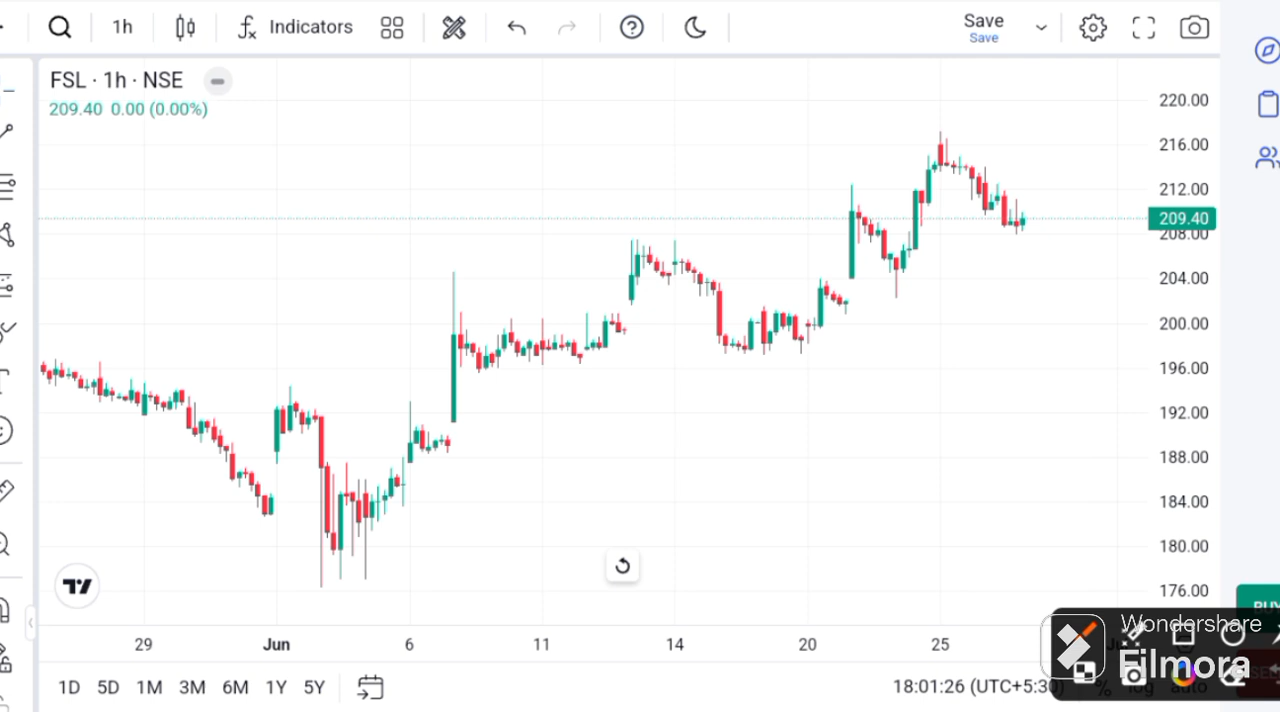 1h Indicators Save
Save
FSL · 1h · NSE
209.40 0.00 (0.00%)
220.00
216.00
212.00
209.40
208.00
204.00
200.00
196.00
192.00
188.00
184.00
180.00
176.00
29 Jun 6 11 14 20 25
1D 5D 1M 3M 6M 1Y 5Y
18:01:26 (UTC+5:30) % log auto
BUY
Wondershare
Filmora